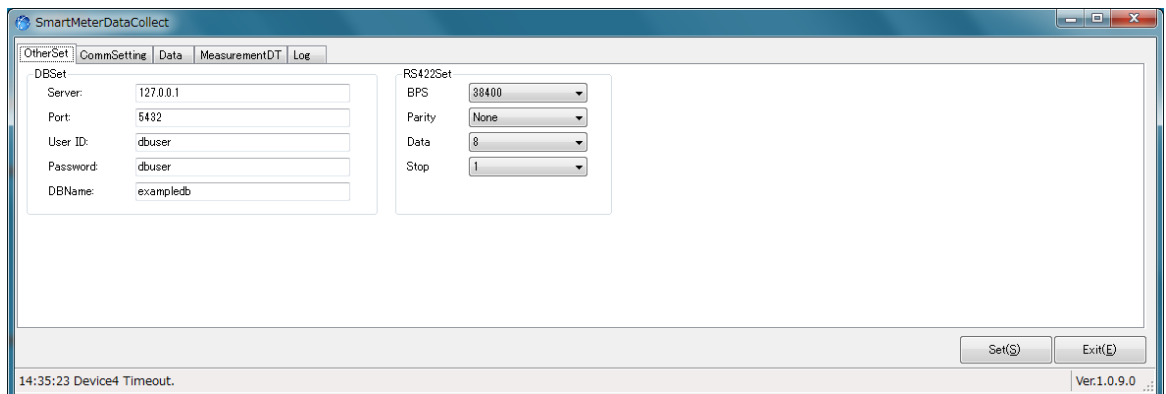 SmartMeterDataCollect
OtherSet CommSetting Data MeasurementDT Log
DBSet
Server: 127.0.0.1
Port: 5432
User ID: dbuser
Password: dbuser
DBName: exampledb
RS422Set
BPS 38400
Parity None
Data 8
Stop 1
Set(S) Exit(E)
14:35:23 Device4 Timeout. Ver.1.0.9.0